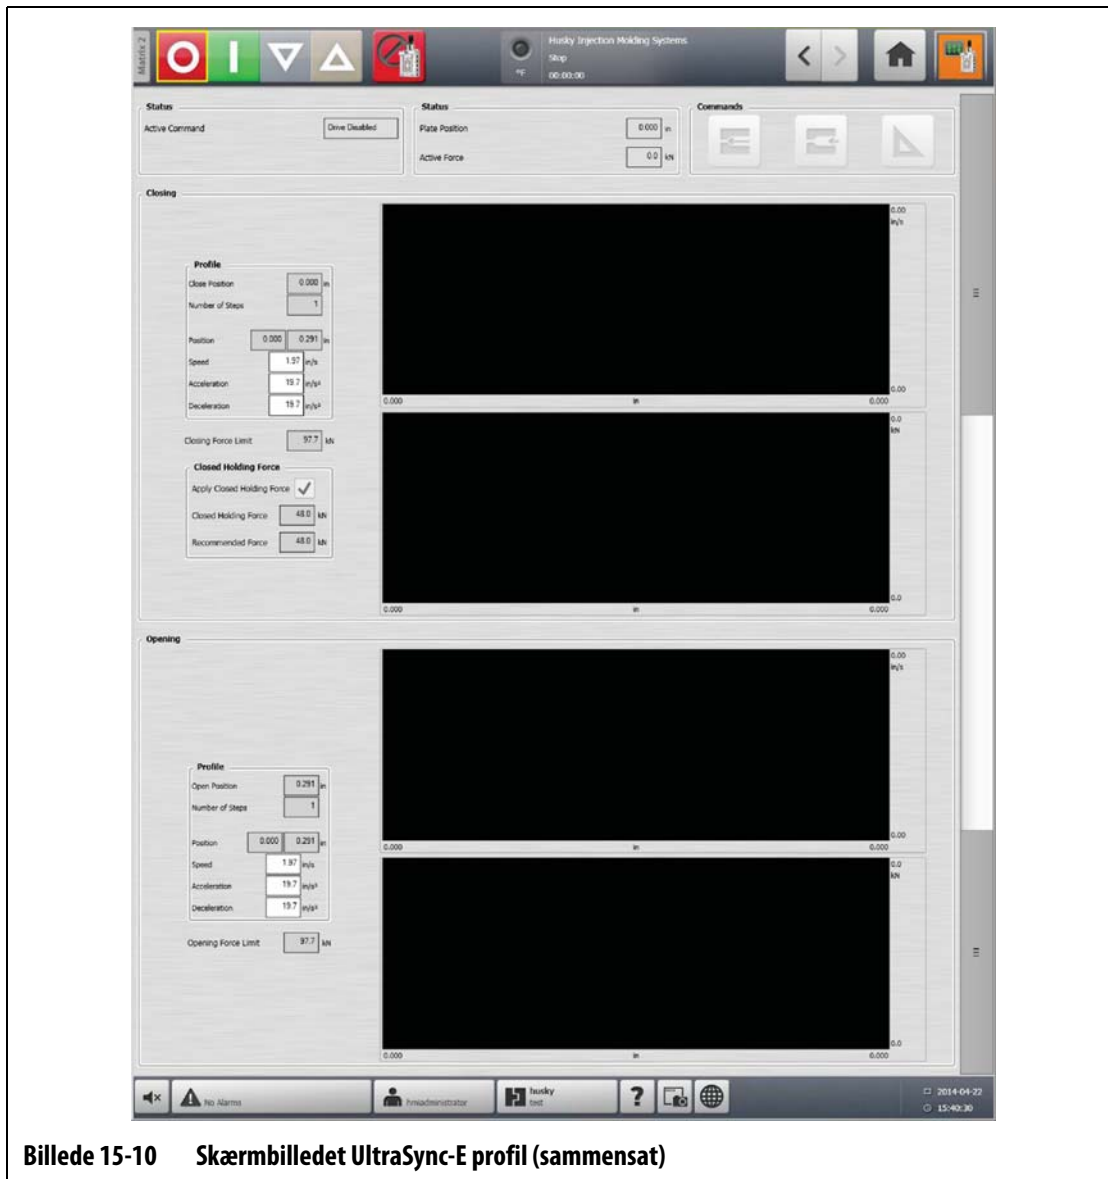 Matrix 2
Husky Injection Molding Systems
Stop
°F 00:00:00
Status
Active Command Drive Disabled
Status
Plate Position 0.000 in
Active Force 0.0 kN
Commands
Closing
Profile
Close Position 0.000 in
Number of Steps 1
Position 0.000 0.291 in
Speed 1.97 in/s
Acceleration 19.7 in/s²
Deceleration 19.7 in/s²
Closing Force Limit 97.7 kN
Closed Holding Force
Apply Closed Holding Force
Closed Holding Force 48.0 kN
Recommended Force 48.0 kN
0.00
in/s
0.00
0.000 in 0.000
0.0
kN
0.0
0.000 in 0.000
Opening
Profile
Open Position 0.291 in
Number of Steps 1
Position 0.000 0.291 in
Speed 1.97 in/s
Acceleration 19.7 in/s²
Deceleration 19.7 in/s²
Opening Force Limit 97.7 kN
0.00
in/s
0.00
0.000 in 0.000
0.0
kN
0.0
0.000 in 0.000
No Alarms
hmiadministrator
husky
test
?
2014-04-22
15:40:30
Billede 15-10 Skærmbilledet UltraSync-E profil (sammensat)